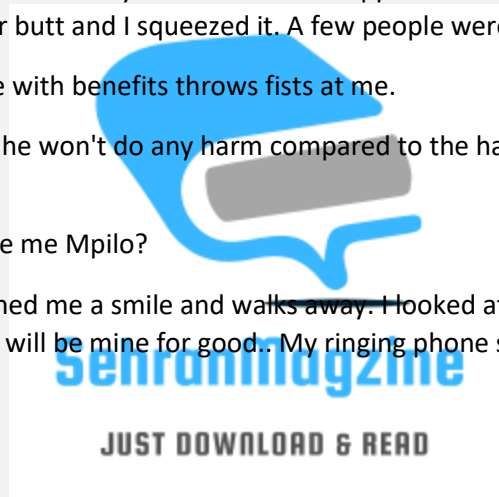 r butt and I squeezed it. A few people were
e with benefits throws fists at me.
he won't do any harm compared to the ha
e me Mpilo?
ned me a smile and walks away. I looked at
will be mine for good.. My ringing phone s
SehranMagzine
JUST DOWNLOAD & READ